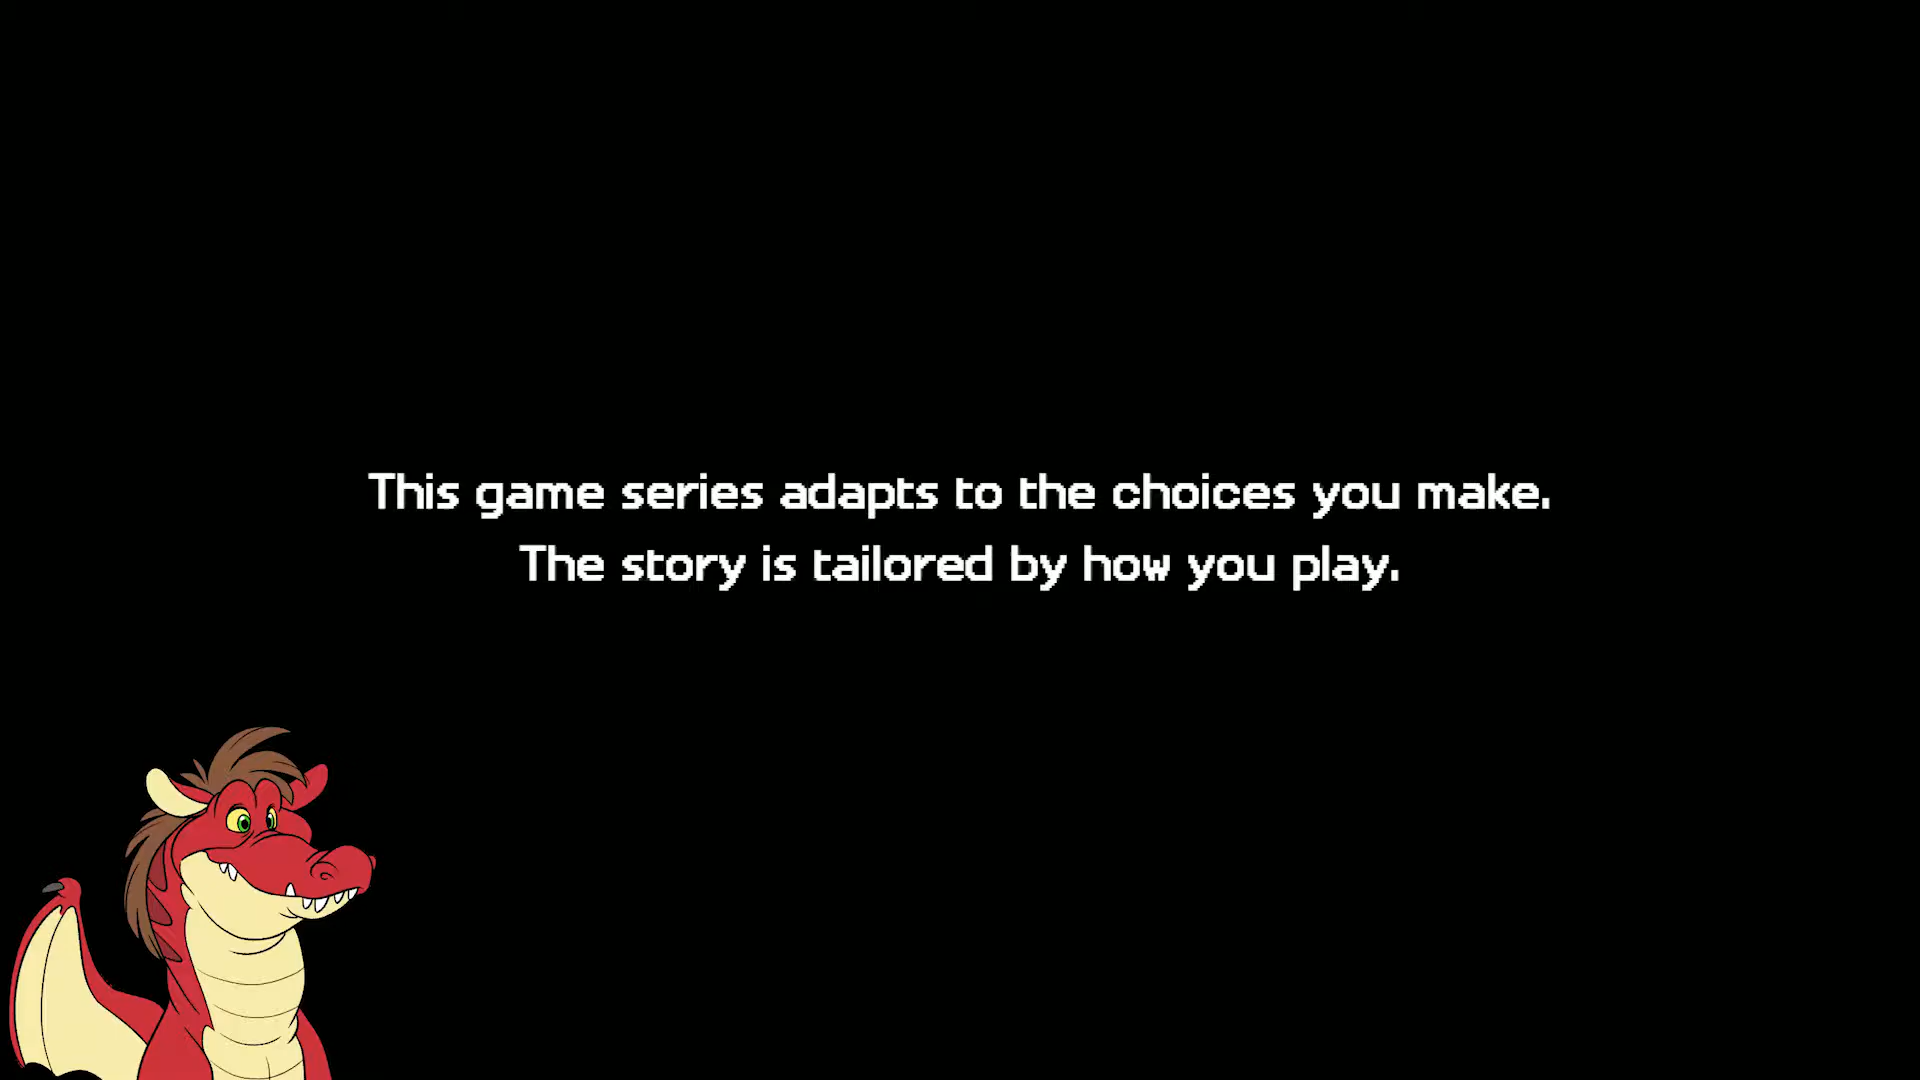 This game series adapts to the choices you make.
The story is tailored by how you play.